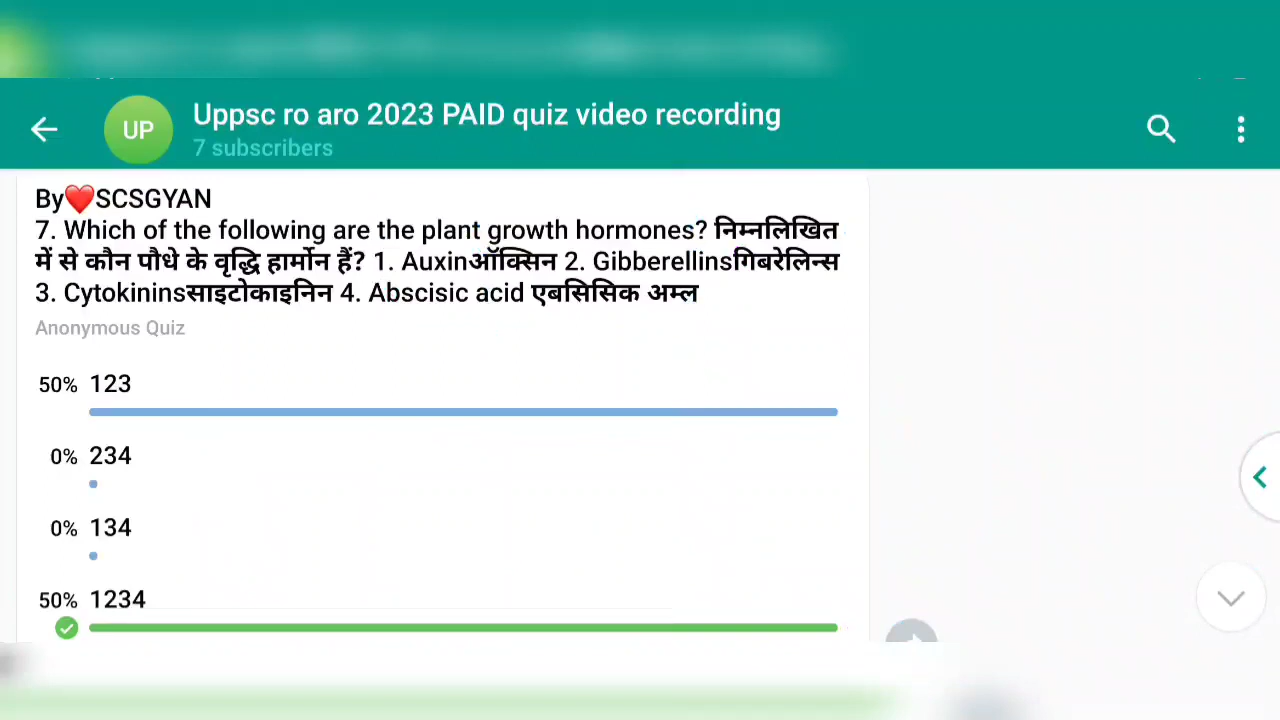 UP
Uppsc ro aro 2023 PAID quiz video recording
7 subscribers
By❤️SCSGYAN
7. Which of the following are the plant growth hormones? निम्नलिखित
में से कौन पौधे के वृद्धि हार्मोन हैं? 1. Auxinऑक्सिन 2. Gibberellinsगिबरेलिन्स
3. Cytokininsसाइटोकाइनिन 4. Abscisic acid एबसिसिक अम्ल
Anonymous Quiz
50% 123
0% 234
0% 134
50% 1234